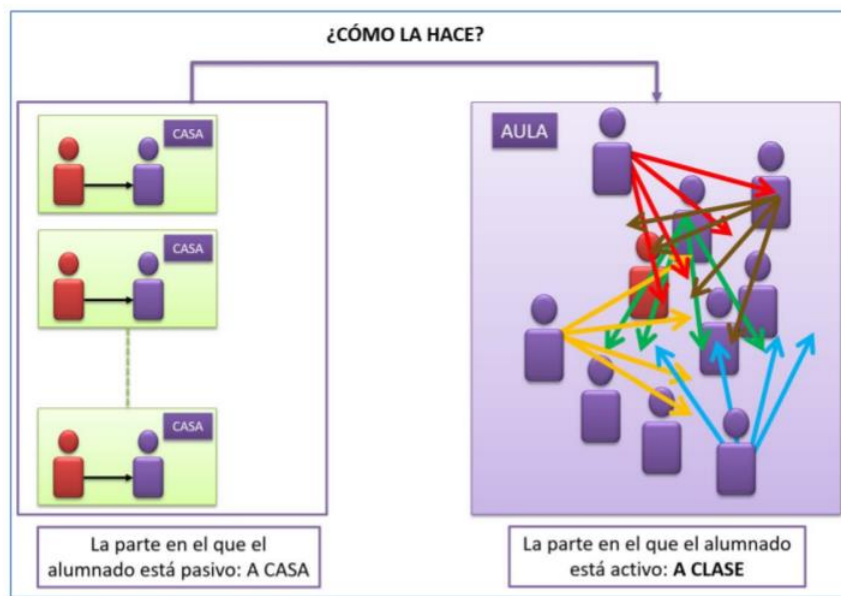 ¿CÓMO LA HACE?
CASA
CASA
CASA
AULA
La parte en el que el
alumnado está pasivo: A CASA
La parte en el que el alumnado
está activo: A CLASE